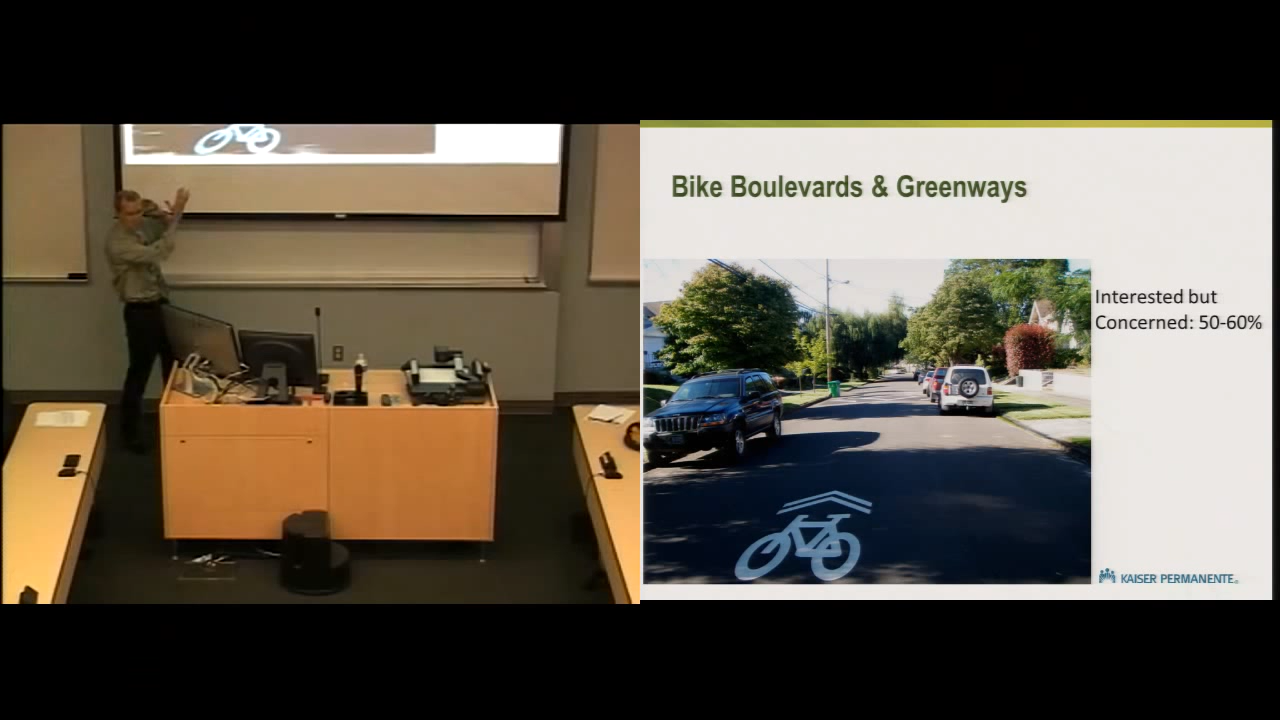 Bike Boulevards & Greenways
Interested but
Concerned: 50-60%
KAISER PERMANENTE®